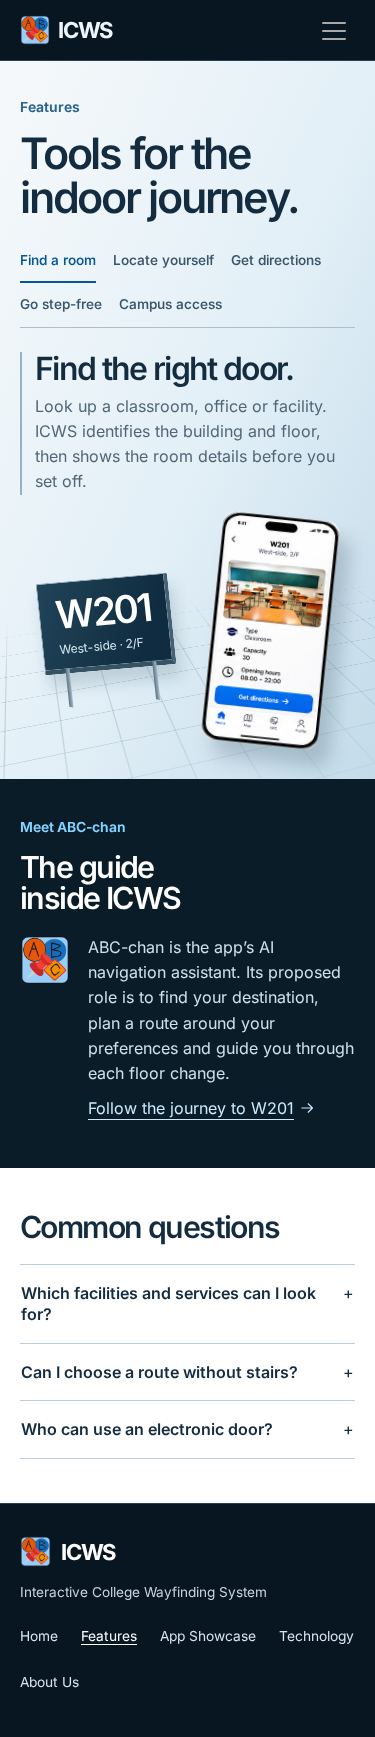 ICWS
Features
Tools for the
indoor journey.
Find a room Locate yourself Get directions
Go step-free Campus access
Find the right door.
Look up a classroom, office or facility.
ICWS identifies the building and floor,
then shows the room details before you
set off.
W201
West-side · 2/F
W201
West-side, 2/F
Type
Classroom
Capacity
30
Opening hours
08:00 – 22:00
Get directions →
Meet ABC-chan
The guide
inside ICWS
ABC-chan is the app’s AI
navigation assistant. Its proposed
role is to find your destination,
plan a route around your
preferences and guide you through
each floor change.
Follow the journey to W201 →
Common questions
Which facilities and services can I look +
for?
Can I choose a route without stairs? +
Who can use an electronic door? +
ICWS
Interactive College Wayfinding System
Home Features App Showcase Technology
About Us